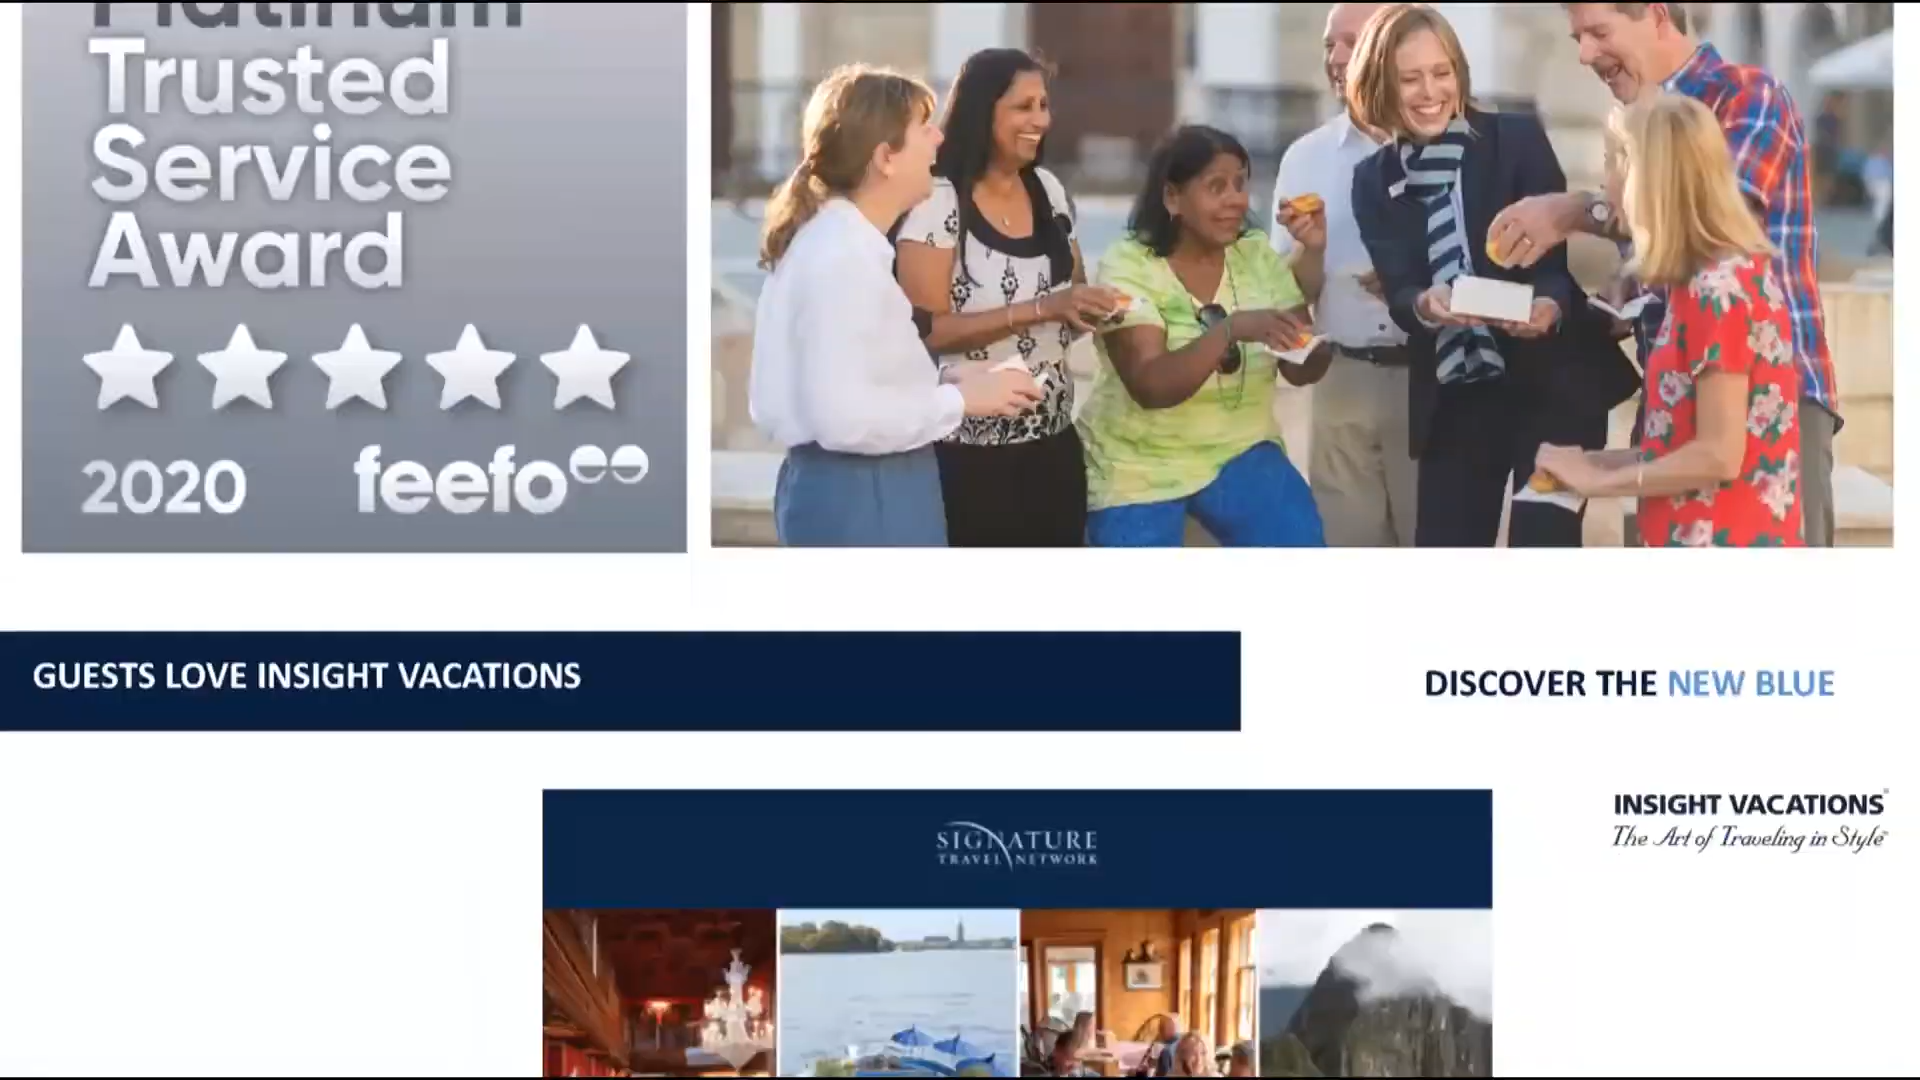 Platinum
Trusted
Service
Award
2020 feefo
GUESTS LOVE INSIGHT VACATIONS
DISCOVER THE NEW BLUE
INSIGHT VACATIONS
The Art of Traveling in Style
SIGNATURE
TRAVEL NETWORK